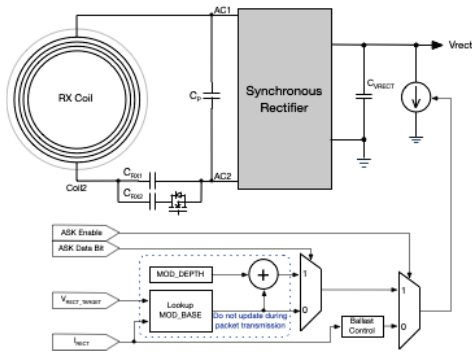 AC1
Vrect
RX Coil
Synchronous
Rectifier
CP
CVRECT
CRX1
AC2
Coil2
CRX2
ASK Enable
ASK Data Bit
MOD_DEPTH
+
1
VRECT_TARGET
Lookup
MOD_BASE
Do not update during
packet transmission
0
1
IRECT
Ballast
Control
0